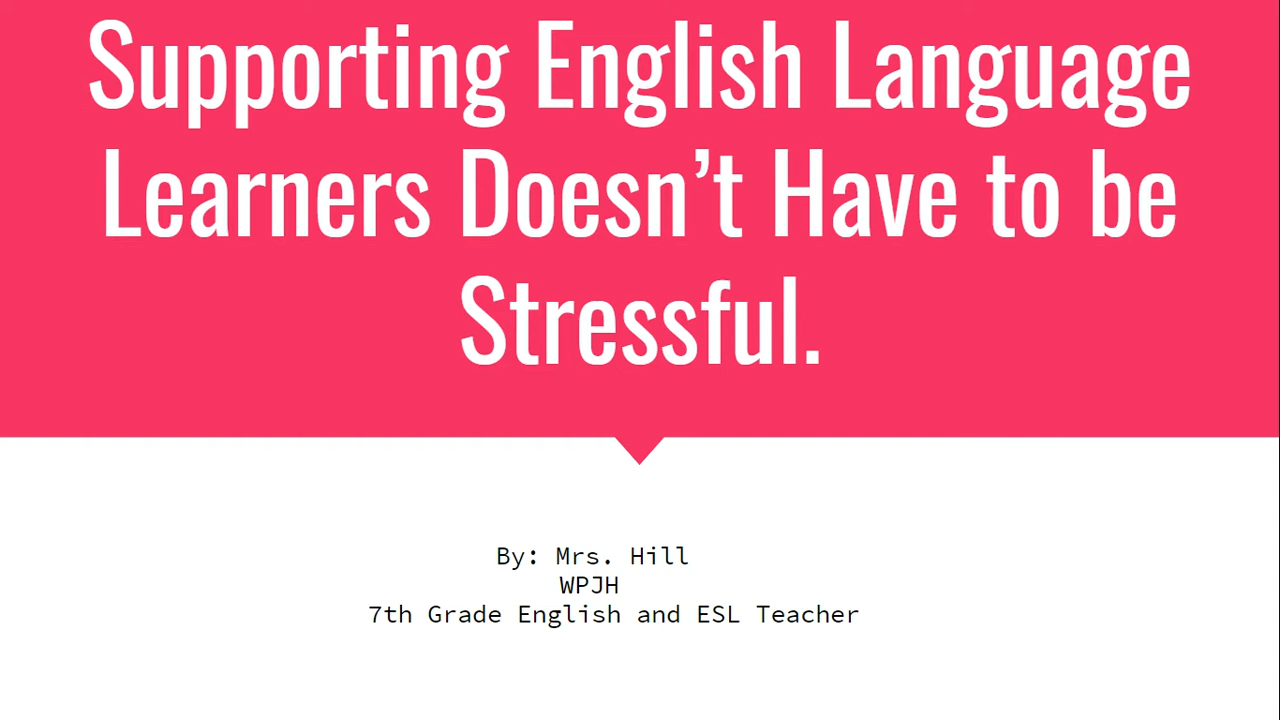 Supporting English Language
Learners Doesn’t Have to be
Stressful.
By: Mrs. Hill
WPJH
7th Grade English and ESL Teacher